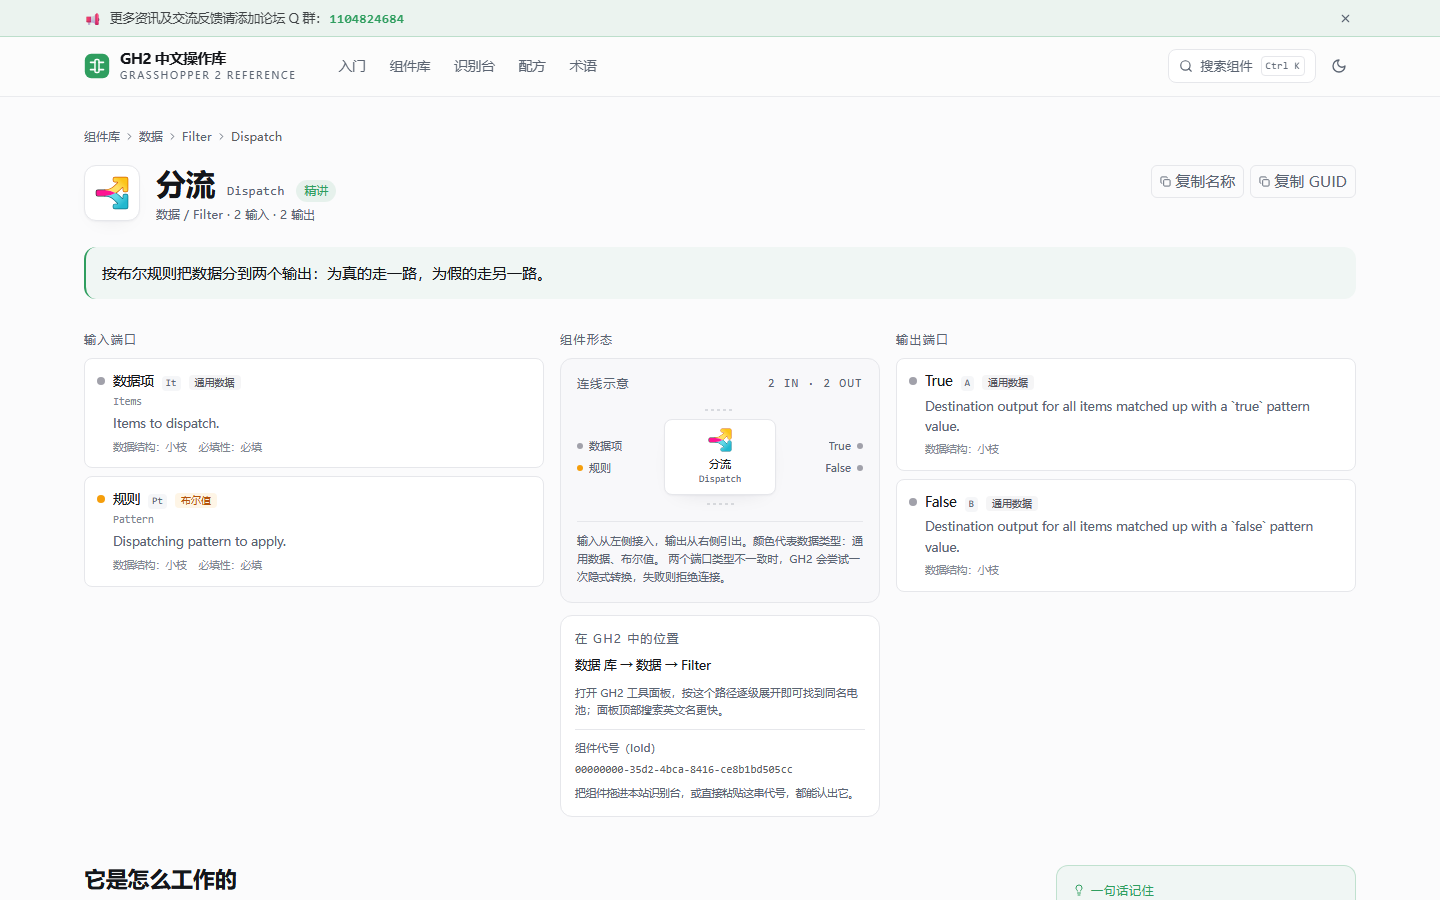 更多资讯及交流反馈请添加论坛 Q 群： 1104824684
GH2 中文操作库
GRASSHOPPER 2 REFERENCE
入门
组件库
识别台
配方
术语
搜索组件
Ctrl K
组件库 > 数据 > Filter > Dispatch
分流 Dispatch 精讲
数据 / Filter · 2 输入 · 2 输出
复制名称
复制 GUID
按布尔规则把数据分到两个输出：为真的走一路，为假的走另一路。
输入端口
数据项 It 通用数据
Items
Items to dispatch.
数据结构：小枝 必填性：必填
规则 Pt 布尔值
Pattern
Dispatching pattern to apply.
数据结构：小枝 必填性：必填
组件形态
连线示意
2 IN · 2 OUT
数据项
规则
分流
Dispatch
True
False
输入从左侧接入，输出从右侧引出。颜色代表数据类型：通
用数据、布尔值。 两个端口类型不一致时，GH2 会尝试一
次隐式转换，失败则拒绝连接。
在 GH2 中的位置
数据 库 → 数据 → Filter
打开 GH2 工具面板，按这个路径逐级展开即可找到同名电
池；面板顶部搜索英文名更快。
组件代号（IoId）
00000000-35d2-4bca-8416-ce8b1bd505cc
把组件拖进本站识别台，或直接粘贴这串代号，都能认出它。
输出端口
True A 通用数据
Destination output for all items matched up with a `true` pattern
value.
数据结构：小枝
False B 通用数据
Destination output for all items matched up with a `false` pattern
value.
数据结构：小枝
它是怎么工作的
一句话记住